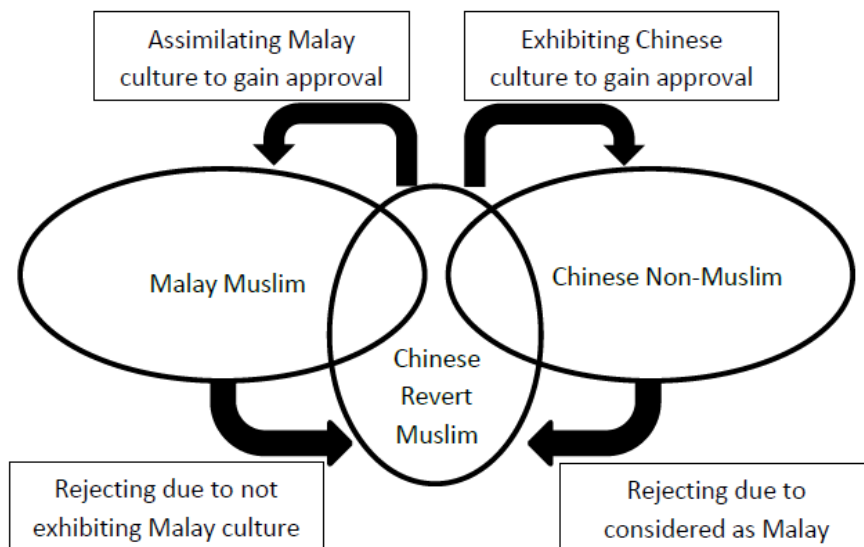 Assimilating Malay
culture to gain approval
Exhibiting Chinese
culture to gain approval
Malay Muslim
Chinese Non-Muslim
Chinese
Revert
Muslim
Rejecting due to not
exhibiting Malay culture
Rejecting due to
considered as Malay